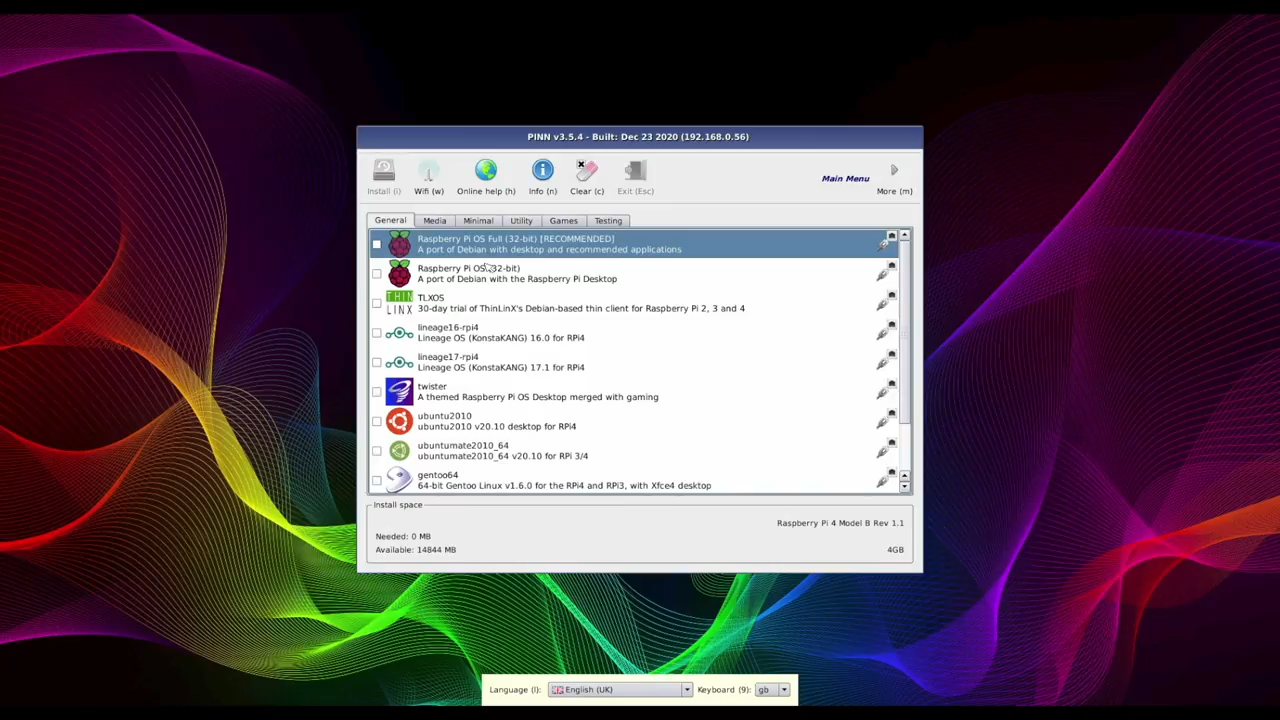 PINN v3.5.4 - Built: Dec 23 2020 (192.168.0.56)
Install (i)
Wifi (w)
Online help (h)
Info (n)
Clear (c)
Exit (Esc)
Main Menu
More (m)
General
Media
Minimal
Utility
Games
Testing
Raspberry Pi OS Full (32-bit) [RECOMMENDED]
A port of Debian with desktop and recommended applications
Raspberry Pi OS (32-bit)
A port of Debian with the Raspberry Pi Desktop
THIN
LINX
TLXOS
30-day trial of ThinLinX's Debian-based thin client for Raspberry Pi 2, 3 and 4
lineage16-rpi4
Lineage OS (KonstaKANG) 16.0 for RPi4
lineage17-rpi4
Lineage OS (KonstaKANG) 17.1 for RPi4
twister
A themed Raspberry Pi OS Desktop merged with gaming
ubuntu2010
ubuntu2010 v20.10 desktop for RPi4
ubuntumate2010_64
ubuntumate2010_64 v20.10 for RPi 3/4
gentoo64
64-bit Gentoo Linux v1.6.0 for the RPi4 and RPi3, with Xfce4 desktop
Install space
Raspberry Pi 4 Model B Rev 1.1
Needed: 0 MB
Available: 14844 MB
4GB
Language (l):
English (UK)
Keyboard (9):
gb